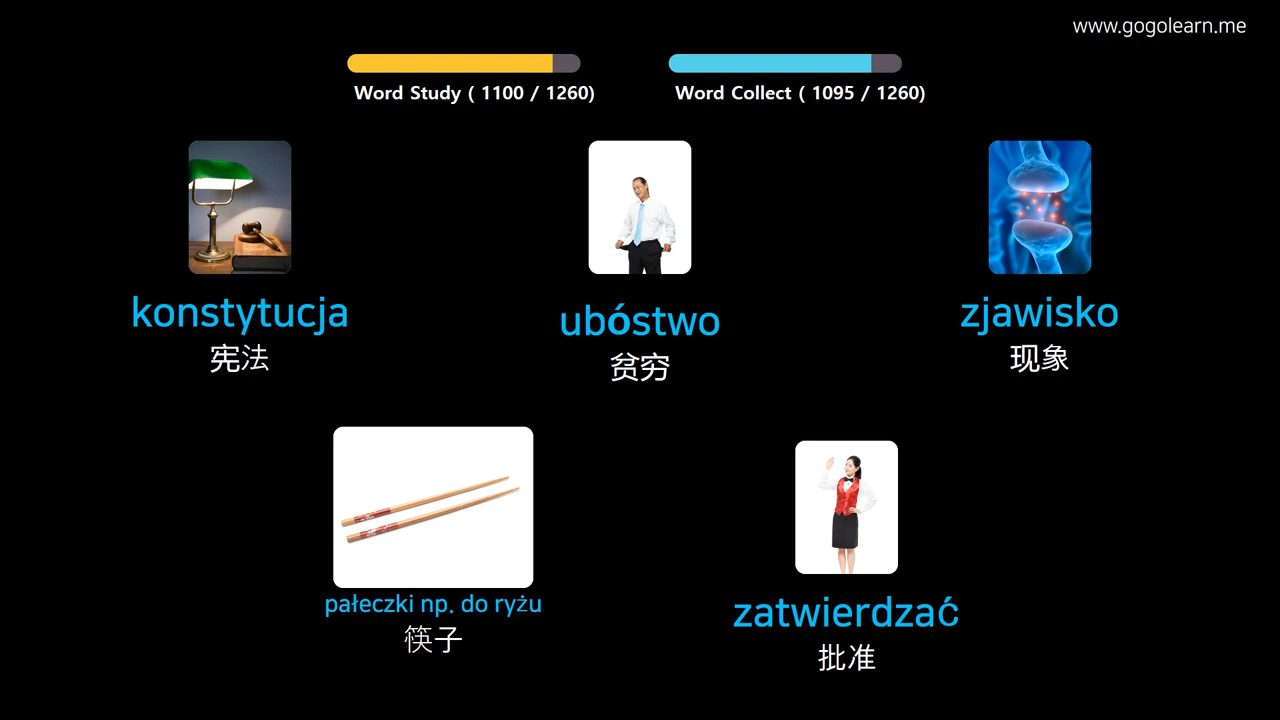 www.gogolearn.me
Word Study ( 1100 / 1260)
Word Collect ( 1095 / 1260)
konstytucja
宪法
ubóstwo
贫穷
zjawisko
现象
pałeczki np. do ryżu
筷子
zatwierdzać
批准